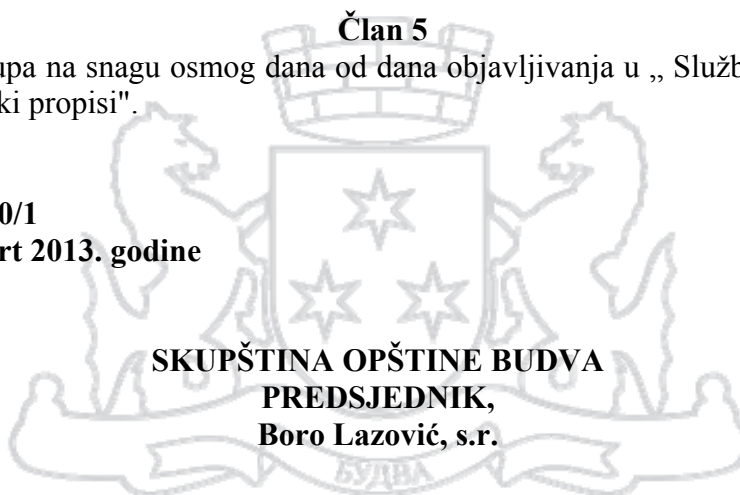 Član 5
upa na snagu osmog dana od dana objavljivanja u ,, Služb
ki propisi".
0/1
rt 2013. godine
SKUPŠTINA OPŠTINE BUDVA
PREDSJEDNIK,
Boro Lazović, s.r.
БУДВА